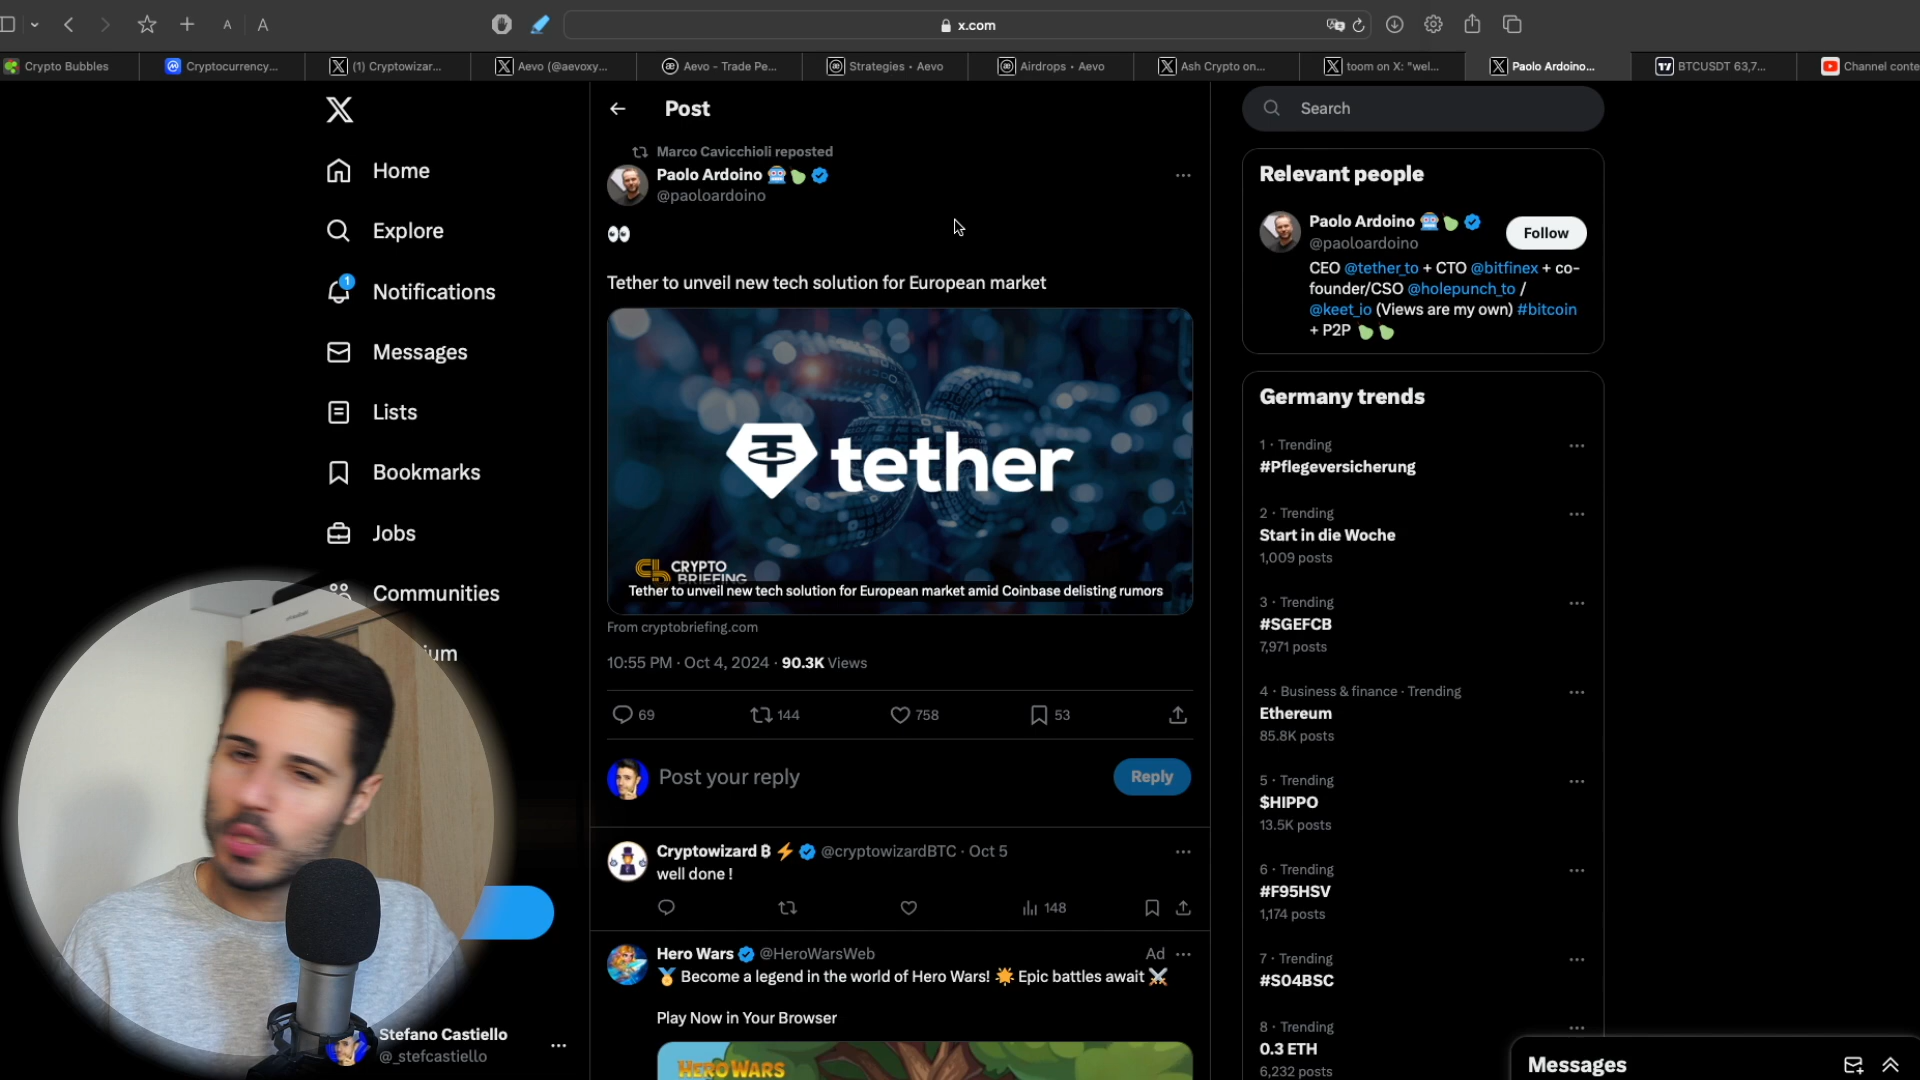 A
A
x.com
Crypto Bubbles
Cryptocurrency...
(1) Cryptowizar...
Aevo (@aevoxy...
Aevo - Trade Pe...
Strategies • Aevo
Airdrops • Aevo
Ash Crypto on...
toom on X: "wel...
Paolo Ardoino...
BTCUSDT 63,7...
Channel conte
Home
Explore
1
Notifications
Messages
Lists
Bookmarks
Jobs
Communities
ium
Stefano Castiello
@_stefcastiello
Post
Marco Cavicchioli reposted
Paolo Ardoino
@paoloardoino
👀
Tether to unveil new tech solution for European market
tether
CRYPTO
BRIEFING
Tether to unveil new tech solution for European market amid Coinbase delisting rumors
From cryptobriefing.com
10:55 PM · Oct 4, 2024 · 90.3K Views
69
144
758
53
Post your reply
Reply
Cryptowizard ₿ ⚡ @cryptowizardBTC · Oct 5
well done !
148
Hero Wars @HeroWarsWeb
Ad
🏅 Become a legend in the world of Hero Wars! 🌟 Epic battles await ⚔️
Play Now in Your Browser
HERO WARS
Search
Relevant people
Paolo Ardoino
@paoloardoino
Follow
CEO @tether_to + CTO @bitfinex + co-
founder/CSO @holepunch_to /
@keet_io (Views are my own) #bitcoin
+ P2P 🍐🍐
Germany trends
1 · Trending
#Pflegeversicherung
2 · Trending
Start in die Woche
1,009 posts
3 · Trending
#SGEFCB
7,971 posts
4 · Business & finance · Trending
Ethereum
85.8K posts
5 · Trending
$HIPPO
13.5K posts
6 · Trending
#F95HSV
1,174 posts
7 · Trending
#S04BSC
8 · Trending
0.3 ETH
6,232 posts
Messages